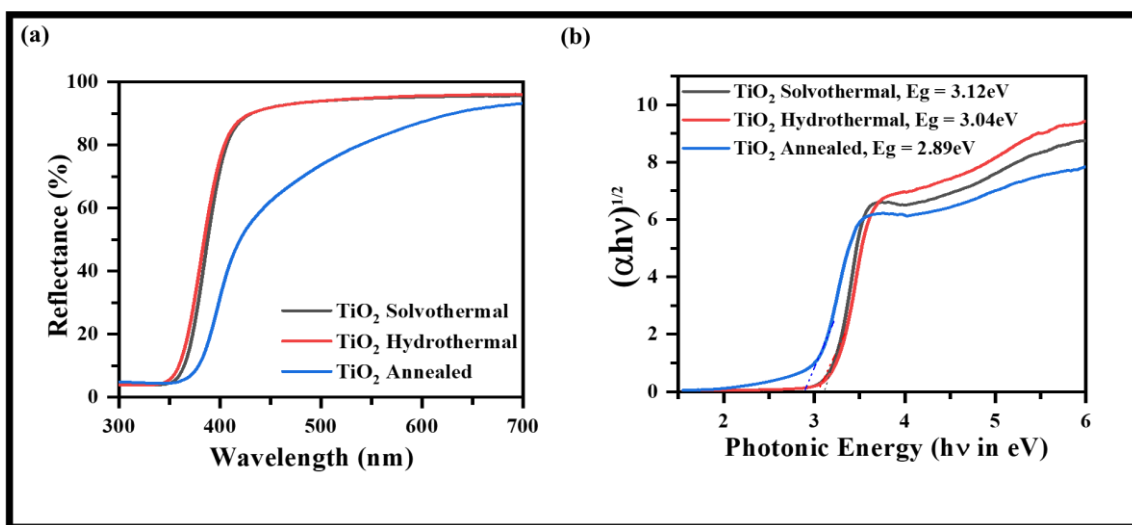 (a)
100
80
60
40
20
0
300
400
500
600
700
Reflectance (%)
Wavelength (nm)
TiO₂ Solvothermal
TiO₂ Hydrothermal
TiO₂ Annealed
(b)
10
8
6
4
2
0
2
3
4
5
6
(αhν)^1/2
Photonic Energy (hν in eV)
TiO₂ Solvothermal, Eg = 3.12eV
TiO₂ Hydrothermal, Eg = 3.04eV
TiO₂ Annealed, Eg = 2.89eV